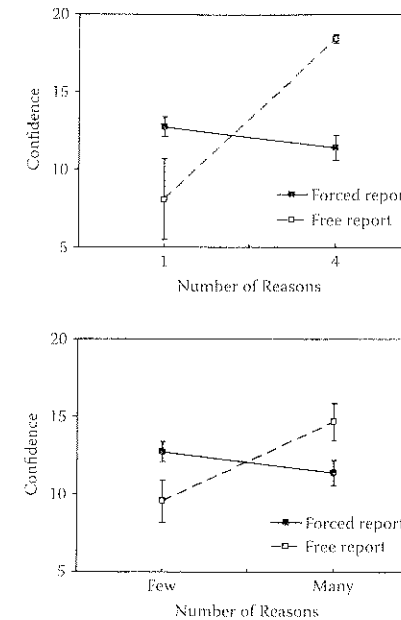 20
15
10
5
Confidence
Forced repor
Free report
1
4
Number of Reasons
20
15
10
5
Confidence
Forced report
Free report
Few
Many
Number of Reasons